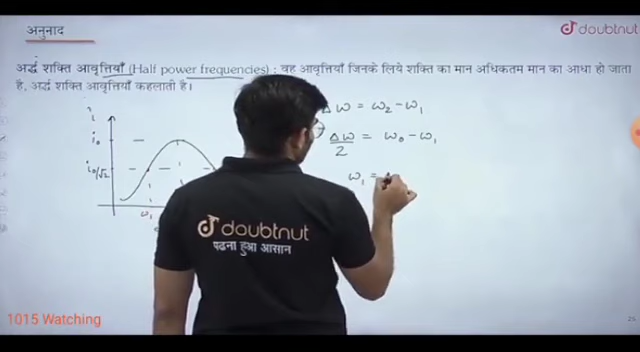 अनुनाद
doubtnut
अर्द्ध शक्ति आवृत्तियाँ (Half power frequencies) : वह आवृत्तियाँ जिनके लिये शक्ति का मान अधिकतम मान का आधा हो जाता
है, अर्द्ध शक्ति आवृत्तियाँ कहलाती है।
i
i₀
i₀/√2
ω₁
Δω = ω₂ − ω₁
Δω/2 = ω₀ − ω₁
ω₁ =
doubtnut
पढना हुआ आसान
1015 Watching